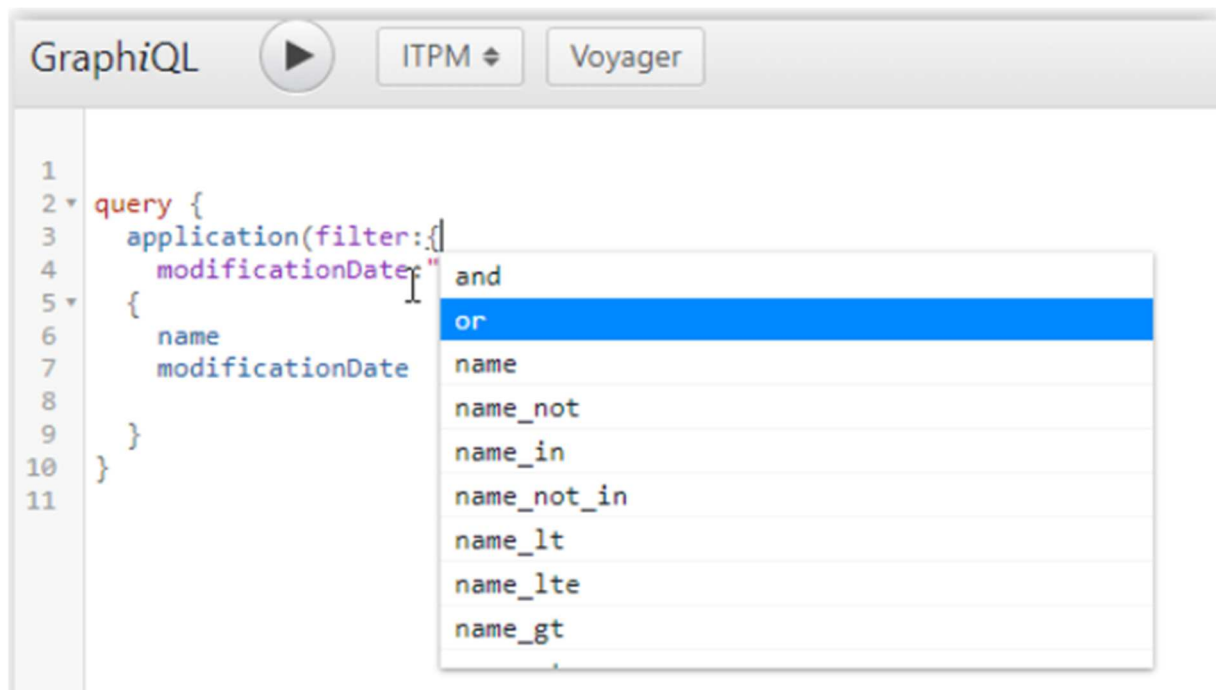 GraphiQL ITPM Voyager
1
2 query {
3 application(filter:{
4 modificationDate:"
5 {
6 name
7 modificationDate
8
9 }
10 }
11
and
or
name
name_not
name_in
name_not_in
name_lt
name_lte
name_gt